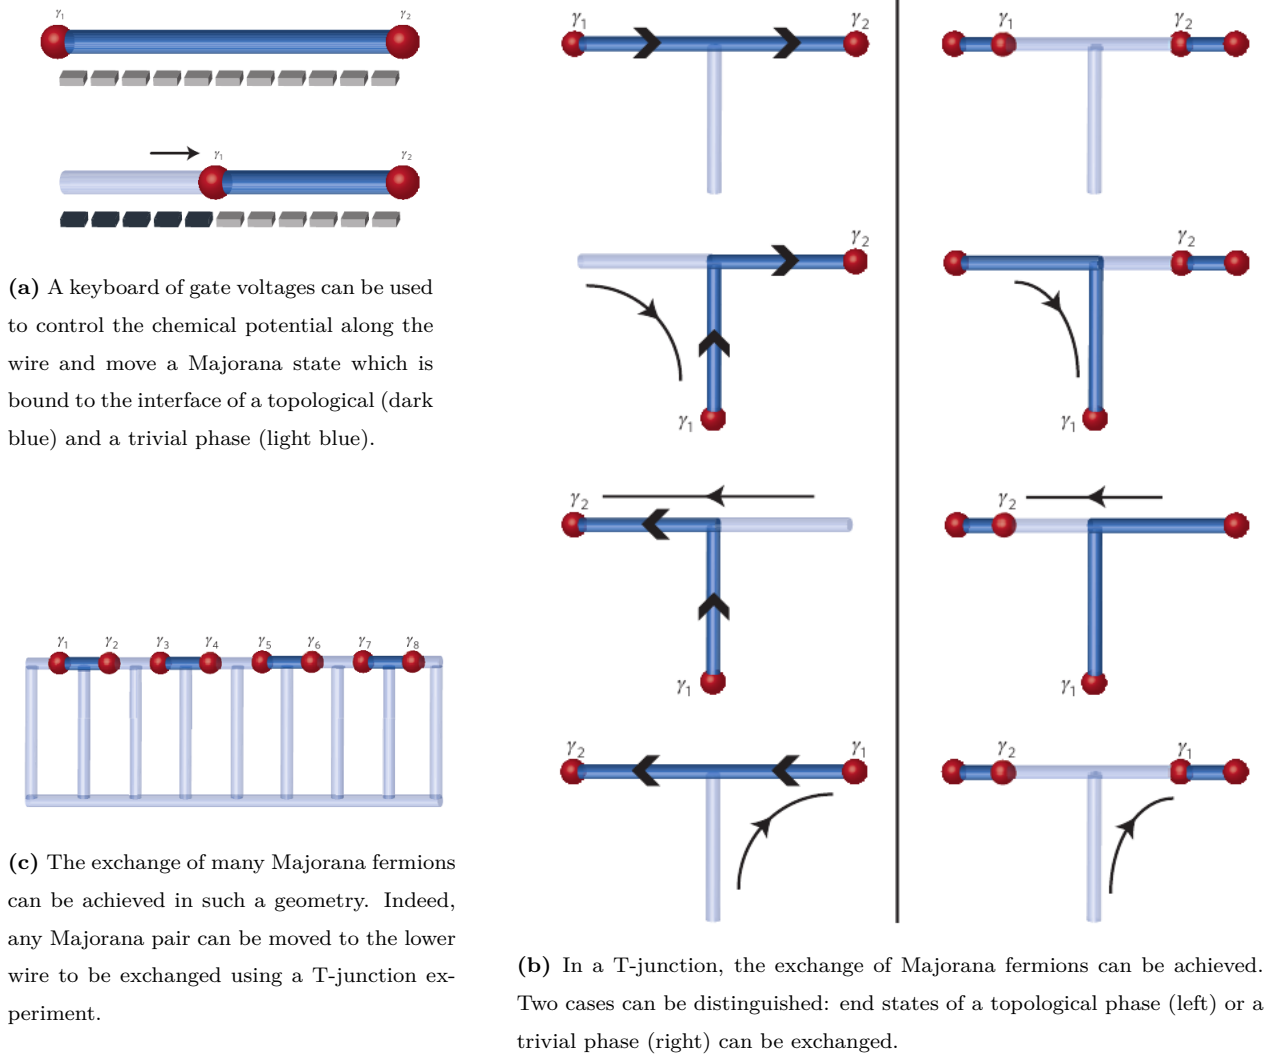 γ₁ γ₂
γ₁ γ₂
(a) A keyboard of gate voltages can be used
to control the chemical potential along the
wire and move a Majorana state which is
bound to the interface of a topological (dark
blue) and a trivial phase (light blue).
γ₁ γ₂ γ₃ γ₄ γ₅ γ₆ γ₇ γ₈
(c) The exchange of many Majorana fermions
can be achieved in such a geometry. Indeed,
any Majorana pair can be moved to the lower
wire to be exchanged using a T-junction ex-
periment.
γ₁ γ₂
γ₁ γ₂
γ₂
γ₁
γ₂
γ₁
γ₂
γ₁
γ₂
γ₁
γ₂ γ₁
γ₂ γ₁
(b) In a T-junction, the exchange of Majorana fermions can be achieved.
Two cases can be distinguished: end states of a topological phase (left) or a
trivial phase (right) can be exchanged.